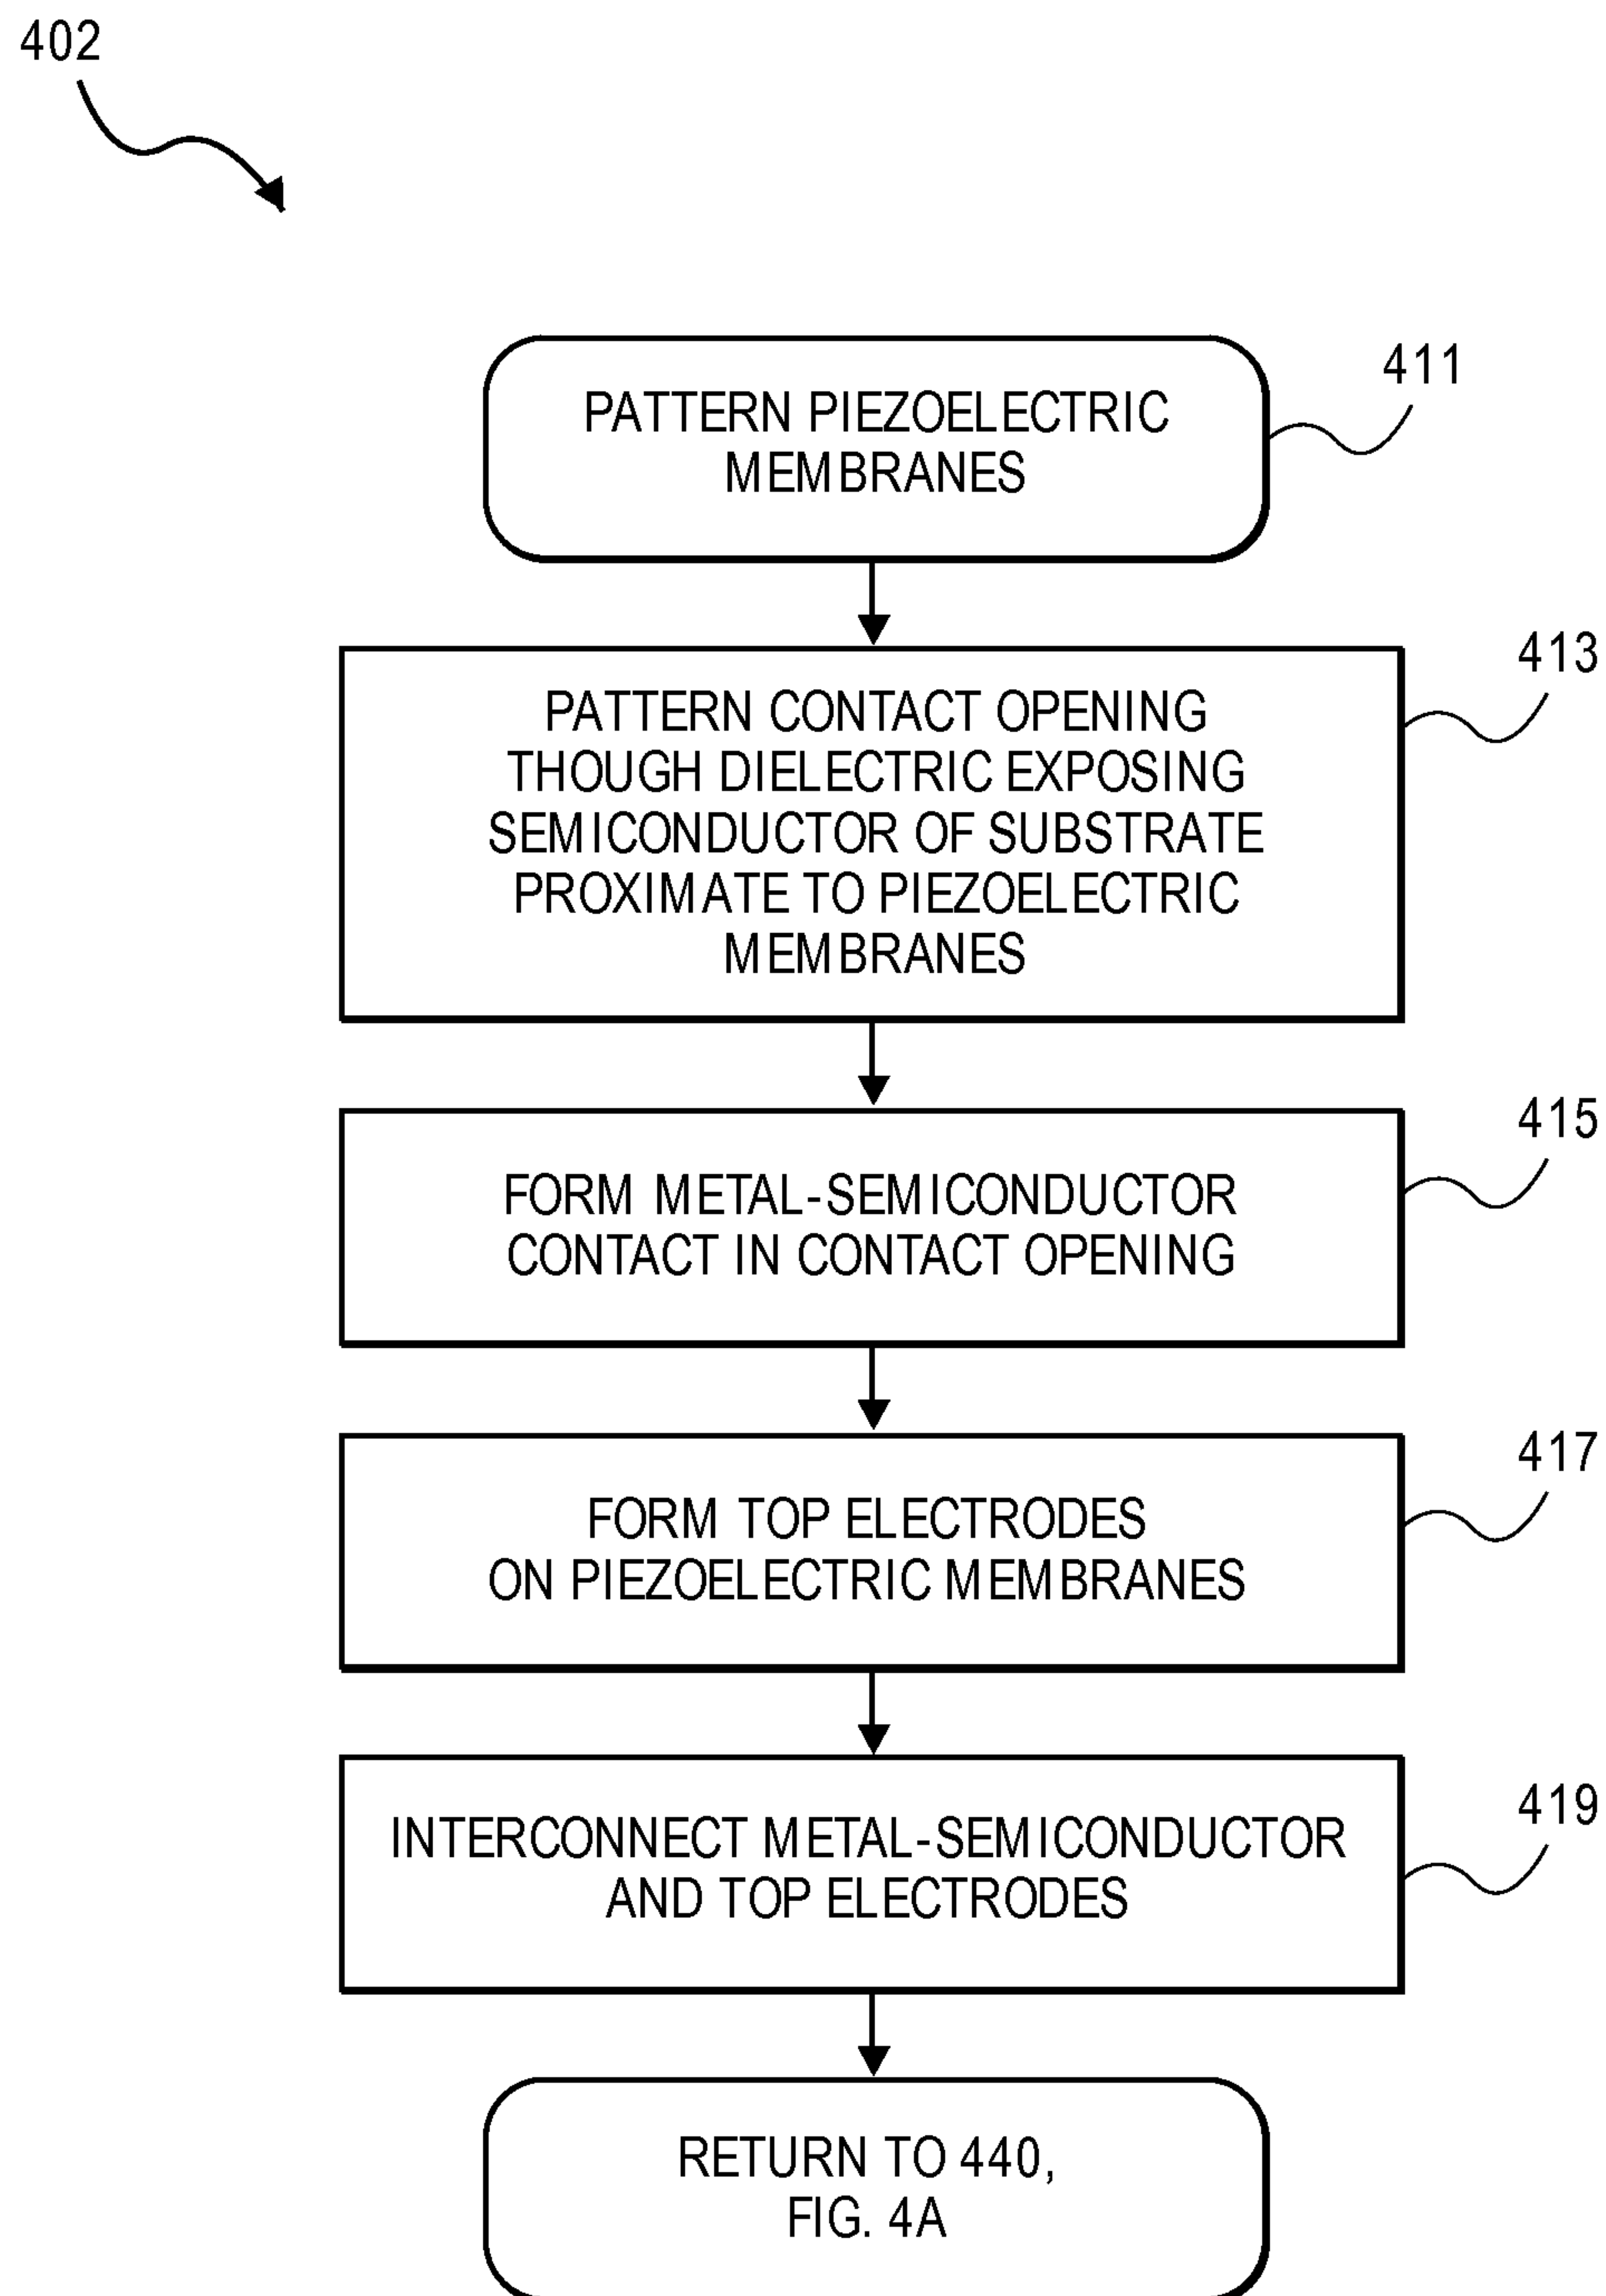 402
PATTERN PIEZOELECTRIC
MEMBRANES
411
PATTERN CONTACT OPENING
THOUGH DIELECTRIC EXPOSING
SEMICONDUCTOR OF SUBSTRATE
PROXIMATE TO PIEZOELECTRIC
MEMBRANES
413
FORM METAL-SEMICONDUCTOR
CONTACT IN CONTACT OPENING
415
FORM TOP ELECTRODES
ON PIEZOELECTRIC MEMBRANES
417
INTERCONNECT METAL-SEMICONDUCTOR
AND TOP ELECTRODES
419
RETURN TO 440,
FIG. 4A